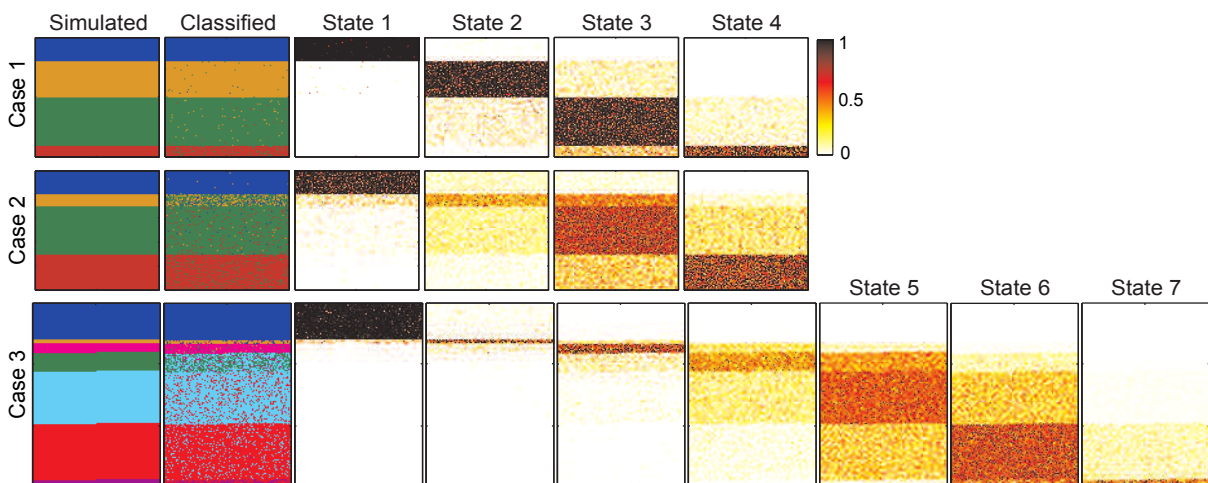 Simulated Classified State 1 State 2 State 3 State 4
Case 1
1
0.5
0
Case 2
State 5 State 6 State 7
Case 3